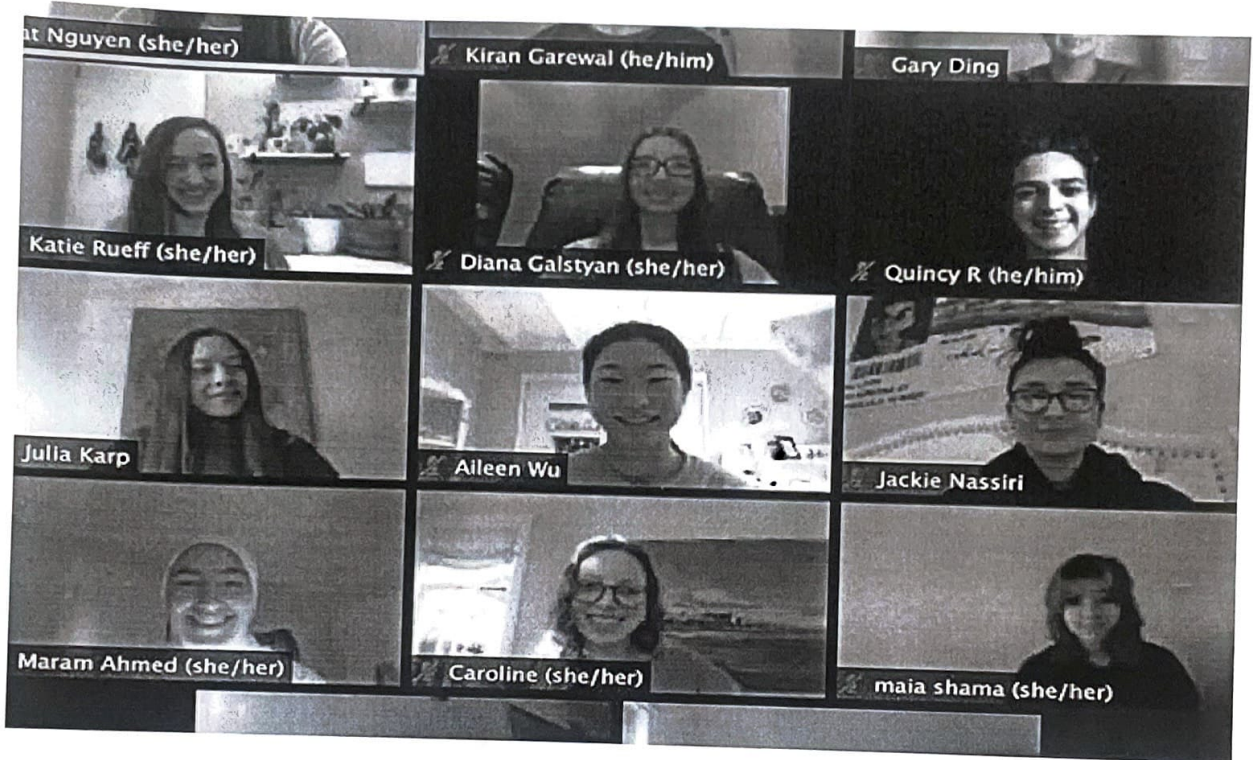 Nguyen (she/her)
Kiran Garewal (he/him)
Gary Ding
Katie Rueff (she/her)
Diana Galstyan (she/her)
Quincy R (he/him)
Julia Karp
Aileen Wu
Jackie Nassiri
Maram Ahmed (she/her)
Caroline (she/her)
maia shama (she/her)